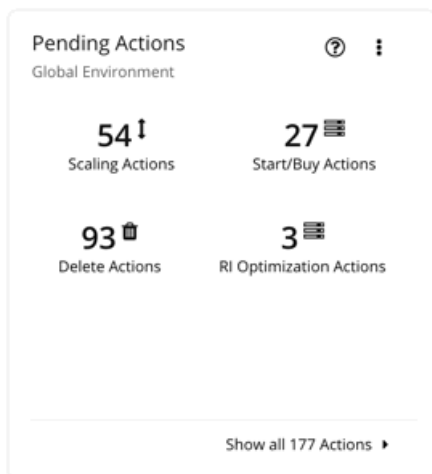 Pending Actions
Global Environment
54
Scaling Actions
27
Start/Buy Actions
93
Delete Actions
3
RI Optimization Actions
Show all 177 Actions